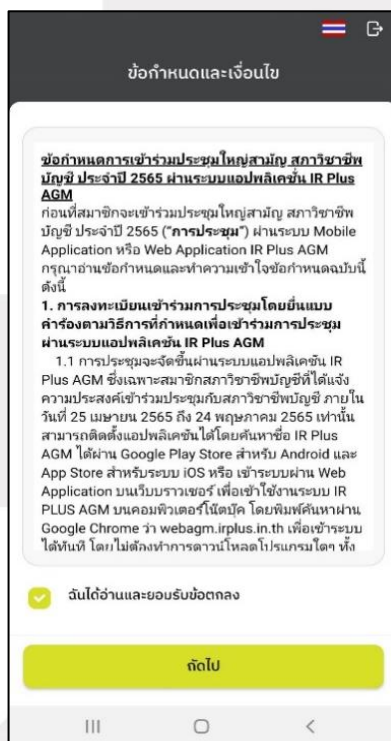 ข้อกำหนดและเงื่อนไข
ข้อกำหนดการเข้าร่วมประชุมใหญ่สามัญ สภาวิชาชีพ
บัญชี ประจำปี 2565 ผ่านระบบแอปพลิเคชั่น IR Plus
AGM
ก่อนที่สมาชิกจะเข้าร่วมประชุมใหญ่สามัญ สภาวิชาชีพ
บัญชี ประจำปี 2565 ("การประชุม") ผ่านระบบ Mobile
Application หรือ Web Application IR Plus AGM
กรุณาอ่านข้อกำหนดและทำความเข้าใจข้อกำหนดฉบับนี้
ดังนี้
1. การลงทะเบียนเข้าร่วมการประชุมโดยยื่นแบบ
คำร้องตามวิธีการที่กำหนดเพื่อเข้าร่วมการประชุม
ผ่านระบบแอปพลิเคชัน IR Plus AGM
1.1 การประชุมจะจัดขึ้นผ่านระบบแอปพลิเคชัน IR
Plus AGM ซึ่งเฉพาะสมาชิกสภาวิชาชีพบัญชีที่ได้แจ้ง
ความประสงค์เข้าร่วมประชุมกับสภาวิชาชีพบัญชี ภายใน
วันที่ 25 เมษายน 2565 ถึง 24 พฤษภาคม 2565 เท่านั้น
สามารถติดตั้งแอปพลิเคชันได้โดยค้นหาชื่อ IR Plus
AGM ได้ผ่าน Google Play Store สำหรับ Android และ
App Store สำหรับระบบ iOS หรือ เข้าระบบผ่าน Web
Application บนเว็บบราวเซอร์ เพื่อเข้าใช้งานระบบ IR
PLUS AGM บนคอมพิวเตอร์โน๊ตบุ๊ค โดยพิมพ์ค้นหาผ่าน
Google Chrome ว่า webagm.irplus.in.th เพื่อเข้าระบบ
ได้ทันที โดยไม่ต้องทำการดาวน์โหลดโปรแกรมใดๆ ทั้ง
ฉันได้อ่านและยอมรับข้อตกลง
ถัดไป